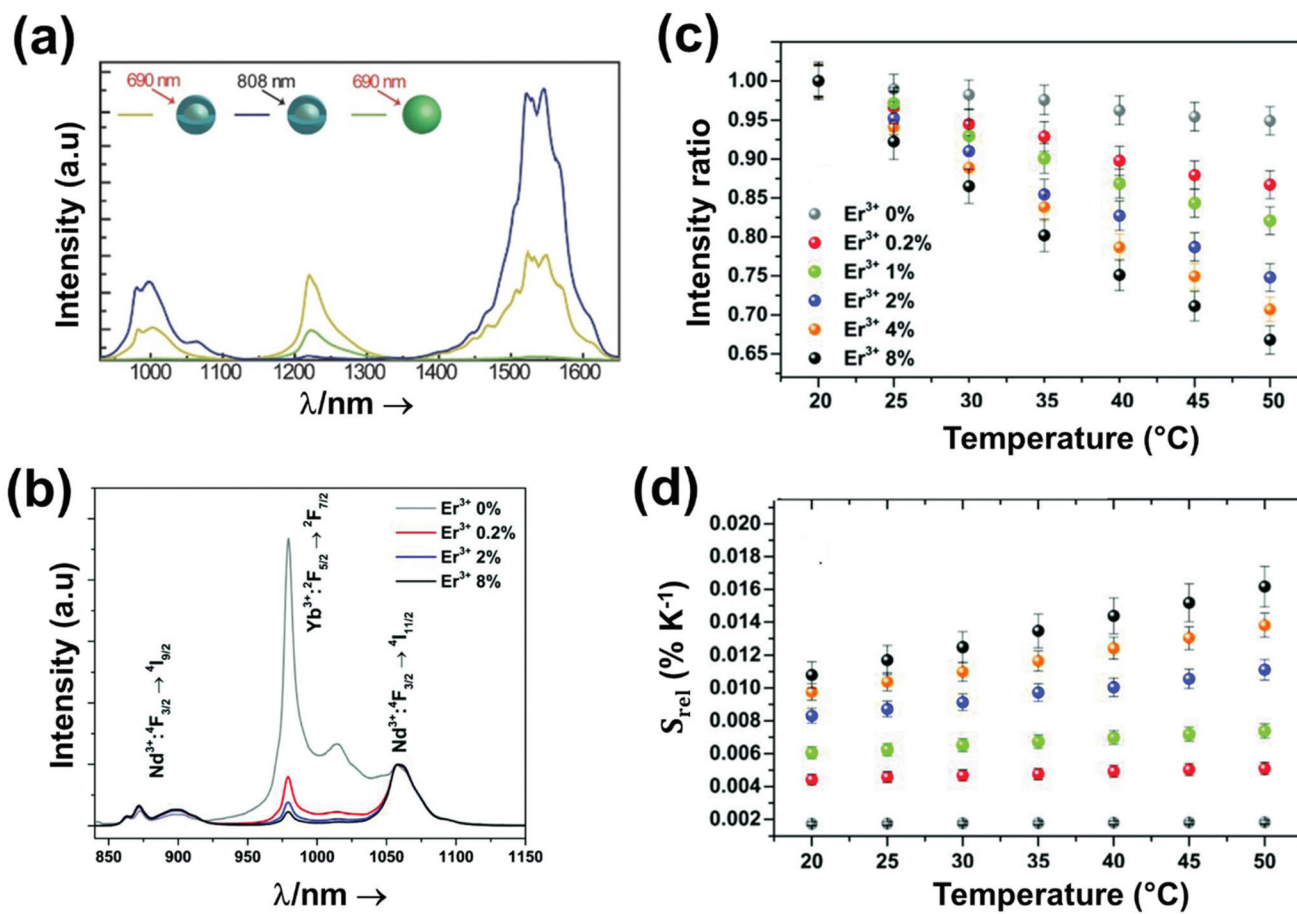 (a)
690 nm
808 nm
690 nm
Intensity (a.u)
1000 1100 1200 1300 1400 1500 1600
λ/nm →
(b)
Nd³⁺:⁴F₃/₂ → ⁴I₉/₂
Yb³⁺:²F₅/₂ → ²F₇/₂
Nd³⁺:⁴F₃/₂ → ⁴I₁₁/₂
Er³⁺ 0%
Er³⁺ 0.2%
Er³⁺ 2%
Er³⁺ 8%
Intensity (a.u)
850 900 950 1000 1050 1100 1150
λ/nm →
(c)
Intensity ratio
1.00
0.95
0.90
0.85
0.80
0.75
0.70
0.65
Er³⁺ 0%
Er³⁺ 0.2%
Er³⁺ 1%
Er³⁺ 2%
Er³⁺ 4%
Er³⁺ 8%
20 25 30 35 40 45 50
Temperature (°C)
(d)
Sᵣₑₗ (% K⁻¹)
0.020
0.018
0.016
0.014
0.012
0.010
0.008
0.006
0.004
0.002
20 25 30 35 40 45 50
Temperature (°C)